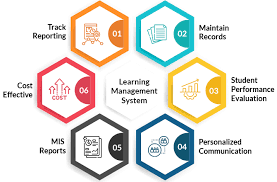 Track
Reporting
01
02
Maintain
Records
Cost
Effective
06
COST
Learning
Management
System
03
Student
Performance
Evaluation
MIS
Reports
05
04
Personalized
Communication